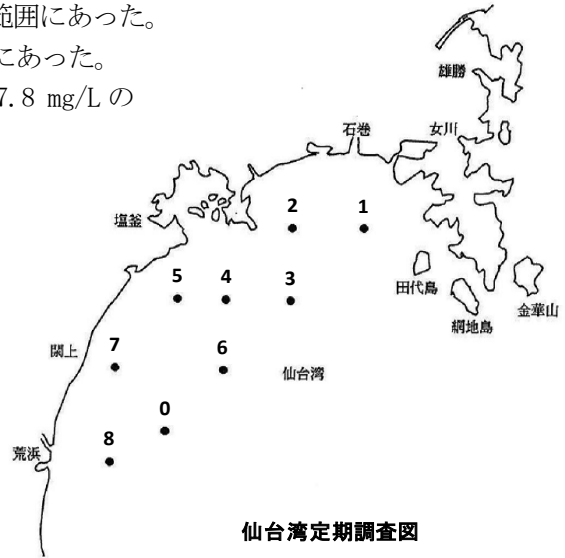 範囲にあった。
にあった。
7.8 mg/L の
雄勝
石巻
女川
塩釜
2
1
5
4
3
田代島
網地島
金華山
閖上
7
6
仙台湾
0
荒浜
8
仙台湾定期調査図